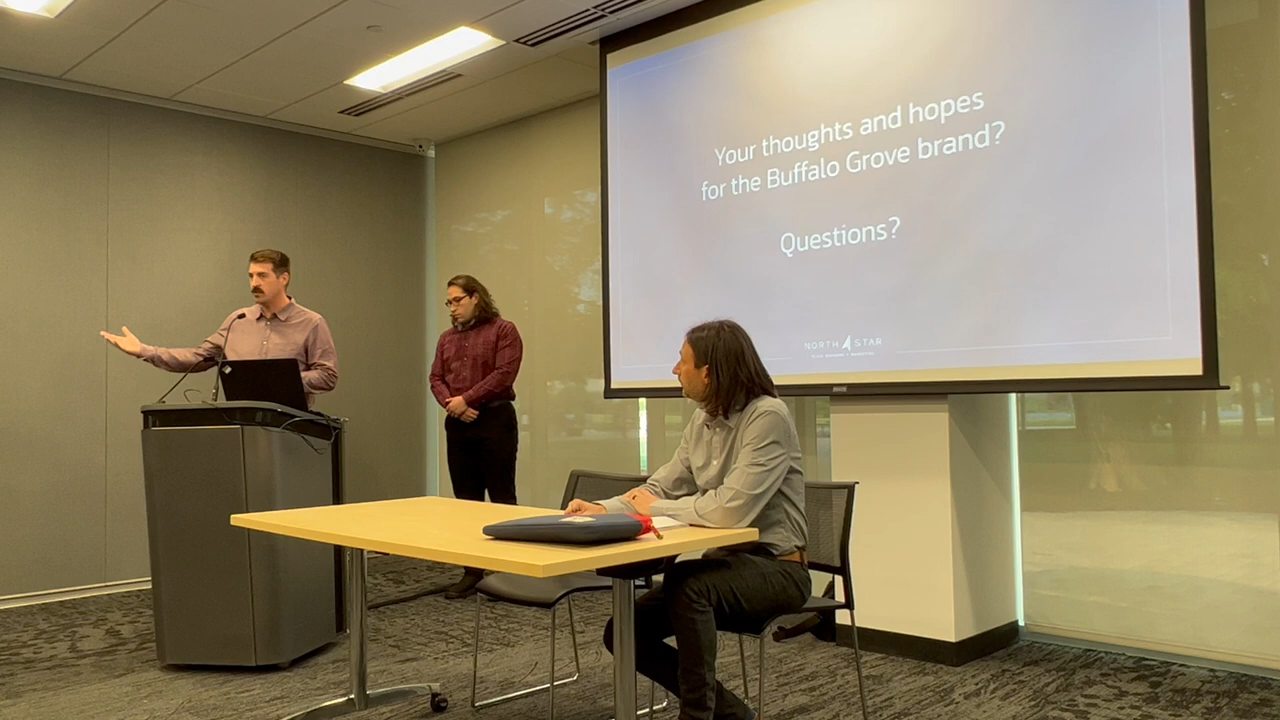 Your thoughts and hopes
for the Buffalo Grove brand?
Questions?
NORTH STAR